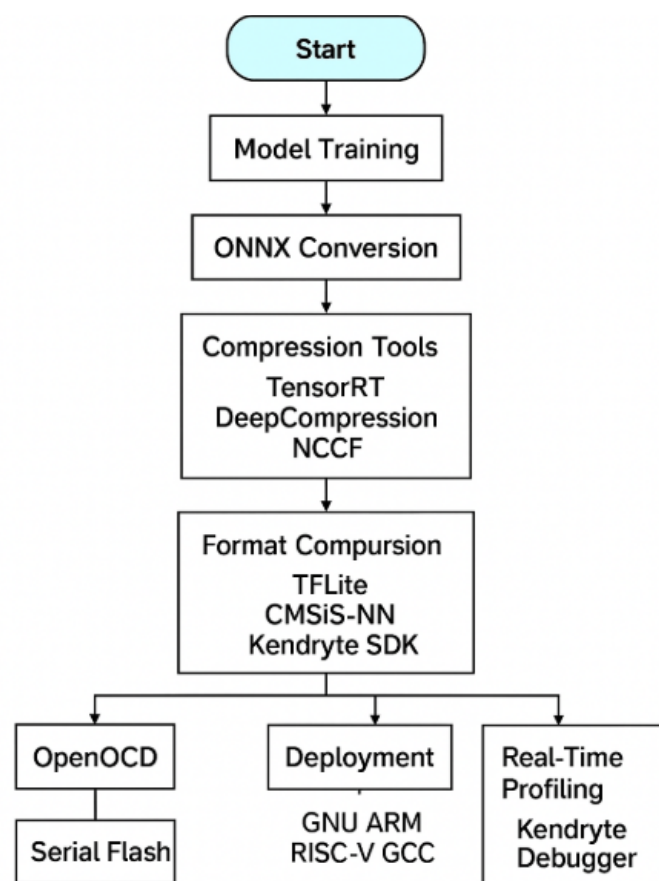 Start
Model Training
ONNX Conversion
Compression Tools
TensorRT
DeepCompression
NCCF
Format Compursion
TFLite
CMSiS-NN
Kendryte SDK
OpenOCD
Serial Flash
Deployment
GNU ARM
RISC-V GCC
Real-Time
Profiling
Kendryte
Debugger